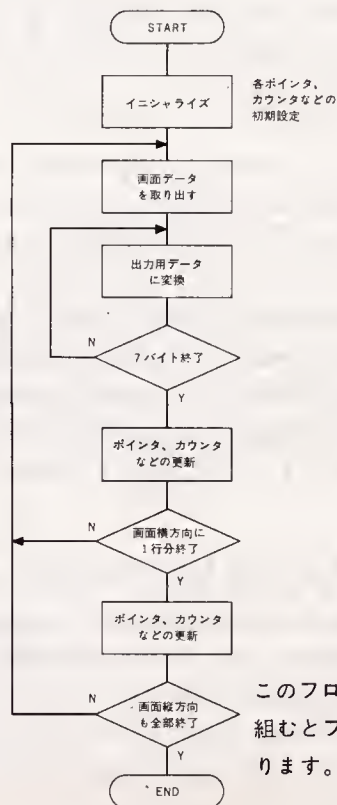 START
イニシャライズ
各ポインタ、
カウンタなどの
初期設定
画面データ
を取り出す
出力用データ
に変換
N
7バイト終了
Y
ポインタ、カウンタ
などの更新
N
画面横方向に
1行分終了
Y
ポインタ、カウンタ
などの更新
N
画面縦方向
も全部終了
Y
END
このフロ
組むとフ
ります。